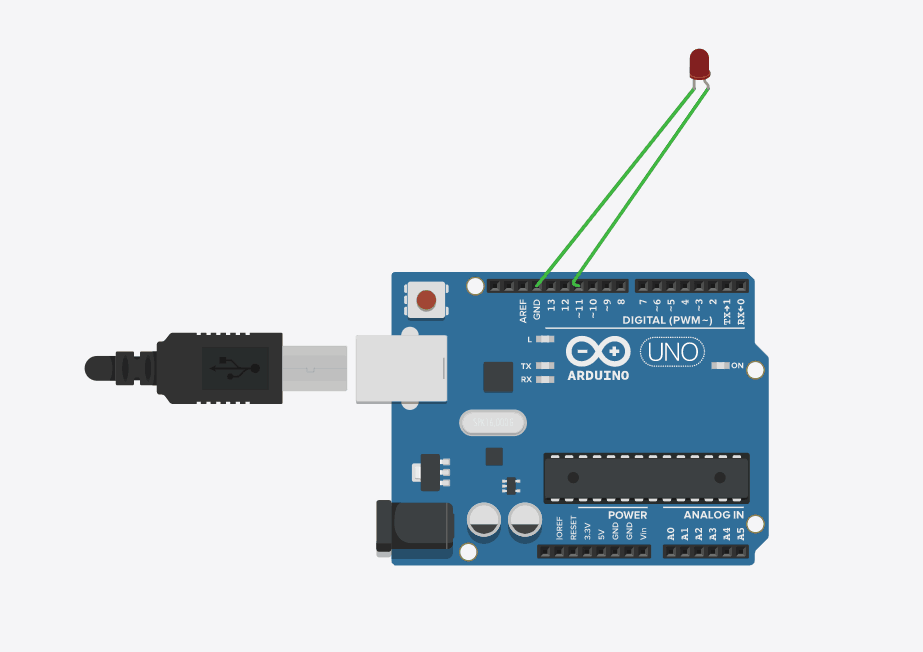 AREF
GND
13
12
~11
~10
~9
8
7
~6
~5
4
~3
2
TX→1
RX←0
DIGITAL (PWM~)
L
TX
RX
UNO
ARDUINO
ON
POWER
ANALOG IN
IOREF
RESET
3.3V
5V
GND
GND
Vin
A0
A1
A2
A3
A4
A5